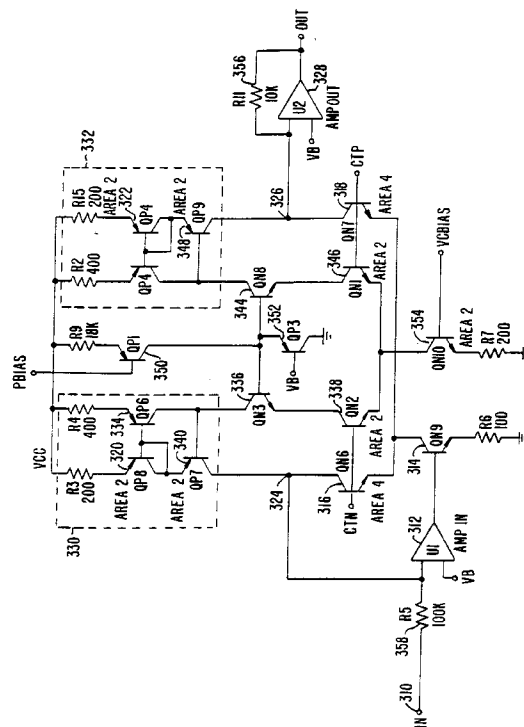 PBIAS
VCC
330
R3
200
R4
400
R9
18K
R2
400
R15
200
332
AREA 2
320
QP8
334
QP6
QP1
350
QP4
AREA 2
322
QP4
AREA 2
340
QP7
AREA 2
348
QP9
R11
10K
356
OUT
U2
328
VB
AMPOUT
324
336
QN3
352
QP3
VB
344
QN8
326
316
QN6
CTN
AREA 4
338
QN2
AREA 2
QN1
346
AREA 2
QN7
318
AREA 4
CTP
310
IN
358
R5
100K
312
U1
VB
AMP IN
314
QN9
R6
100
QN10
354
AREA 2
R7
200
VCBIAS